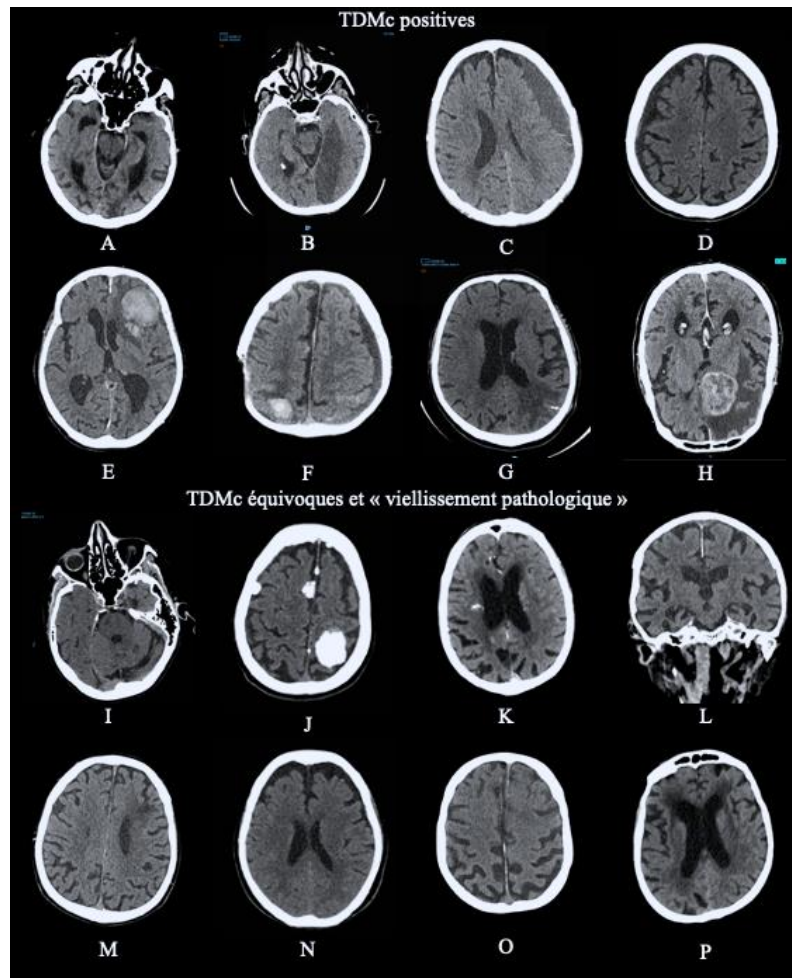 TDMc positives
A B C D
E F G H
TDMc équivoques et « viellissement pathologique »
I J K L
M N O P